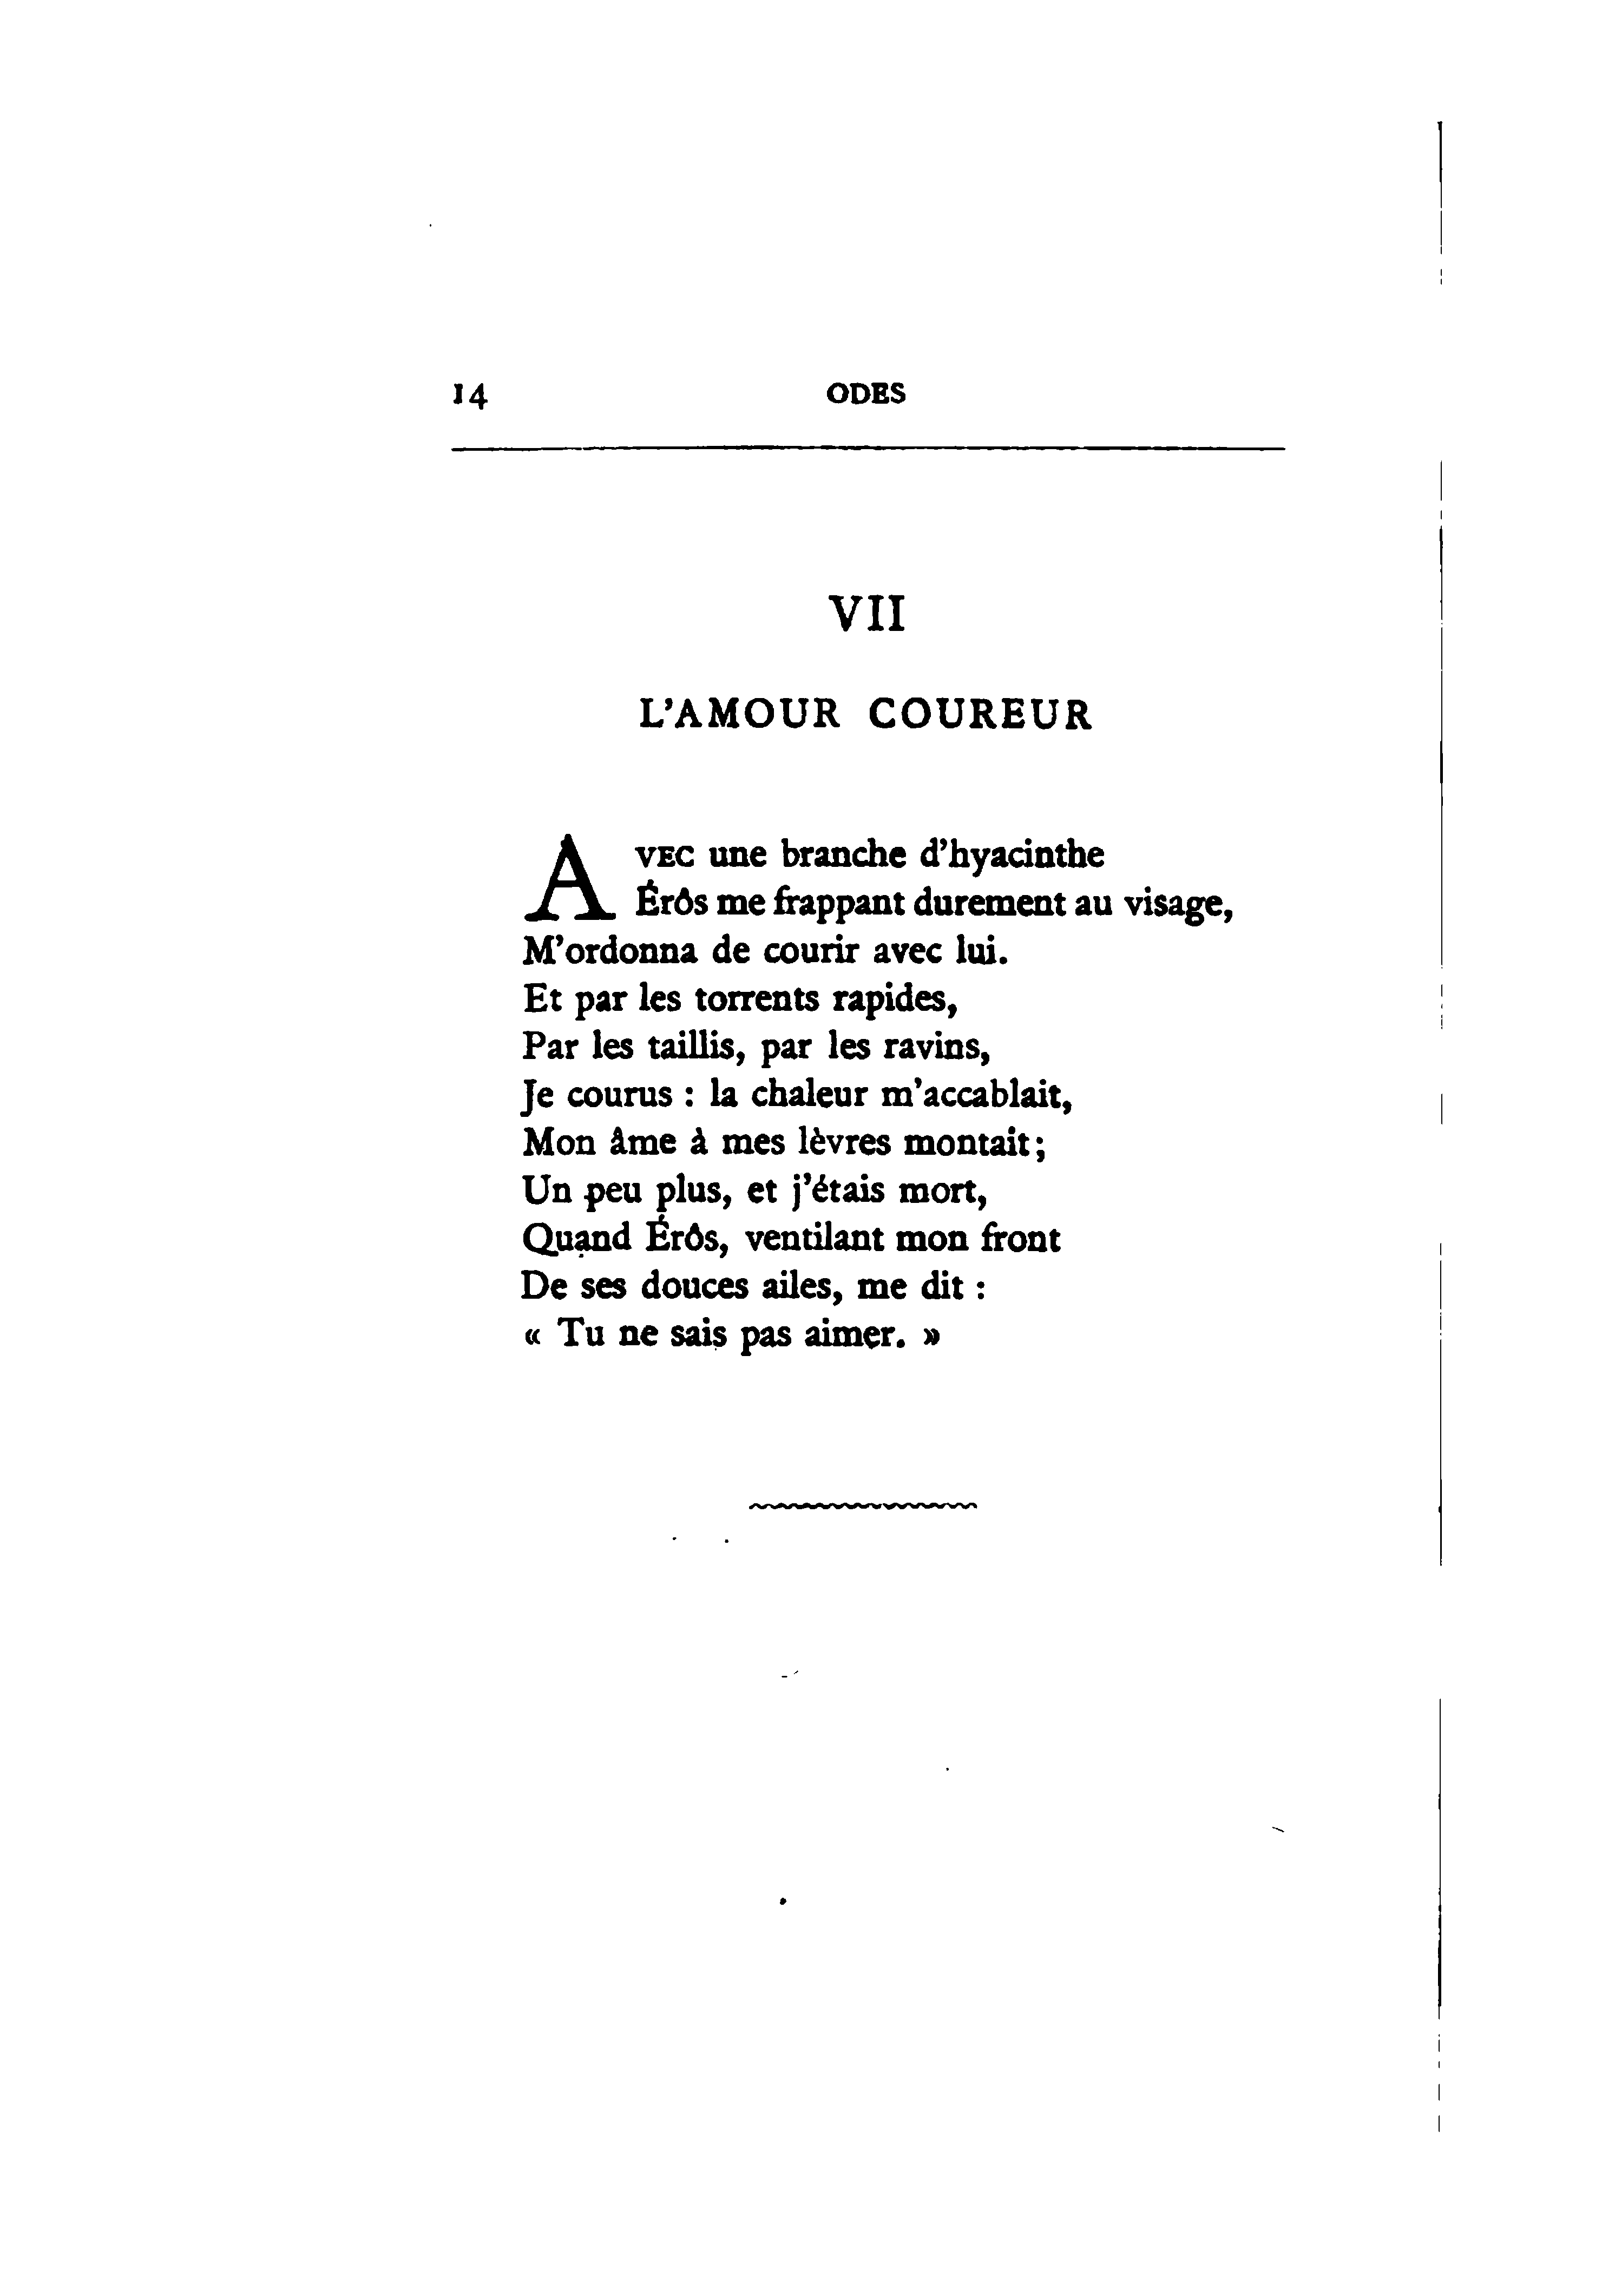 14 ODES
VII
L'AMOUR COUREUR
AVEC une branche d'hyacinthe
Érôs me frappant durement au visage,
M'ordonna de courir avec lui.
Et par les torrents rapides,
Par les taillis, par les ravins,
Je courus : la chaleur m'accablait,
Mon âme à mes lèvres montait;
Un peu plus, et j'étais mort,
Quand Érôs, ventilant mon front
De ses douces ailes, me dit :
« Tu ne sais pas aimer. »